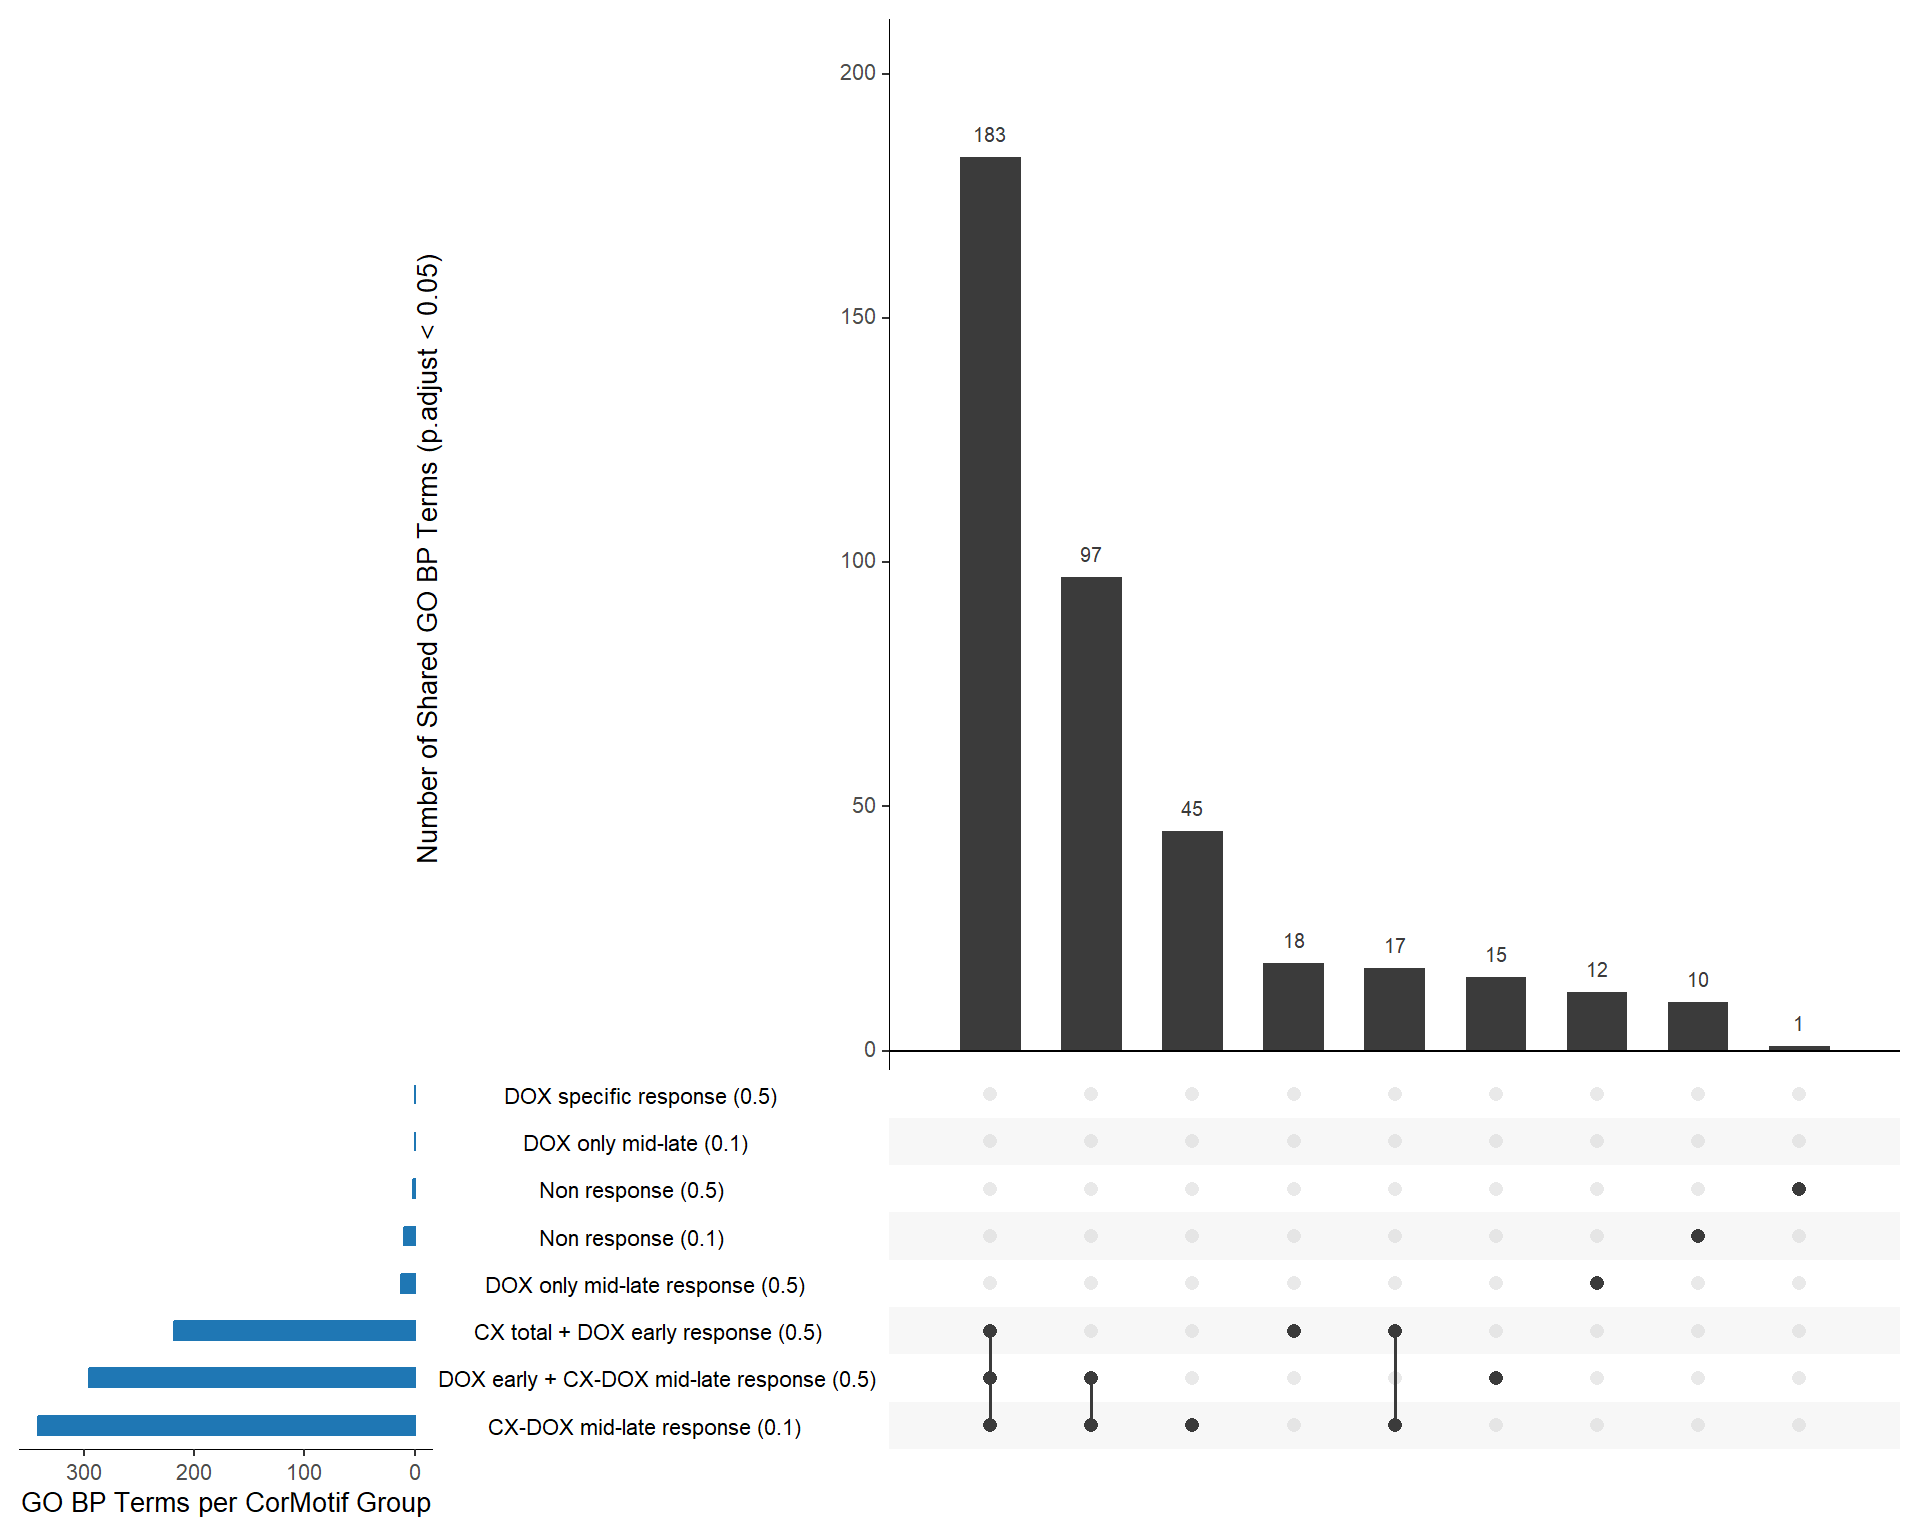 Number of Shared GO BP Terms (p.adjust < 0.05)
200
150
100
50
0
183
97
45
18
17
15
12
10
1
DOX specific response (0.5)
DOX only mid-late (0.1)
Non response (0.5)
Non response (0.1)
DOX only mid-late response (0.5)
CX total + DOX early response (0.5)
DOX early + CX-DOX mid-late response (0.5)
CX-DOX mid-late response (0.1)
300 200 100 0
GO BP Terms per CorMotif Group